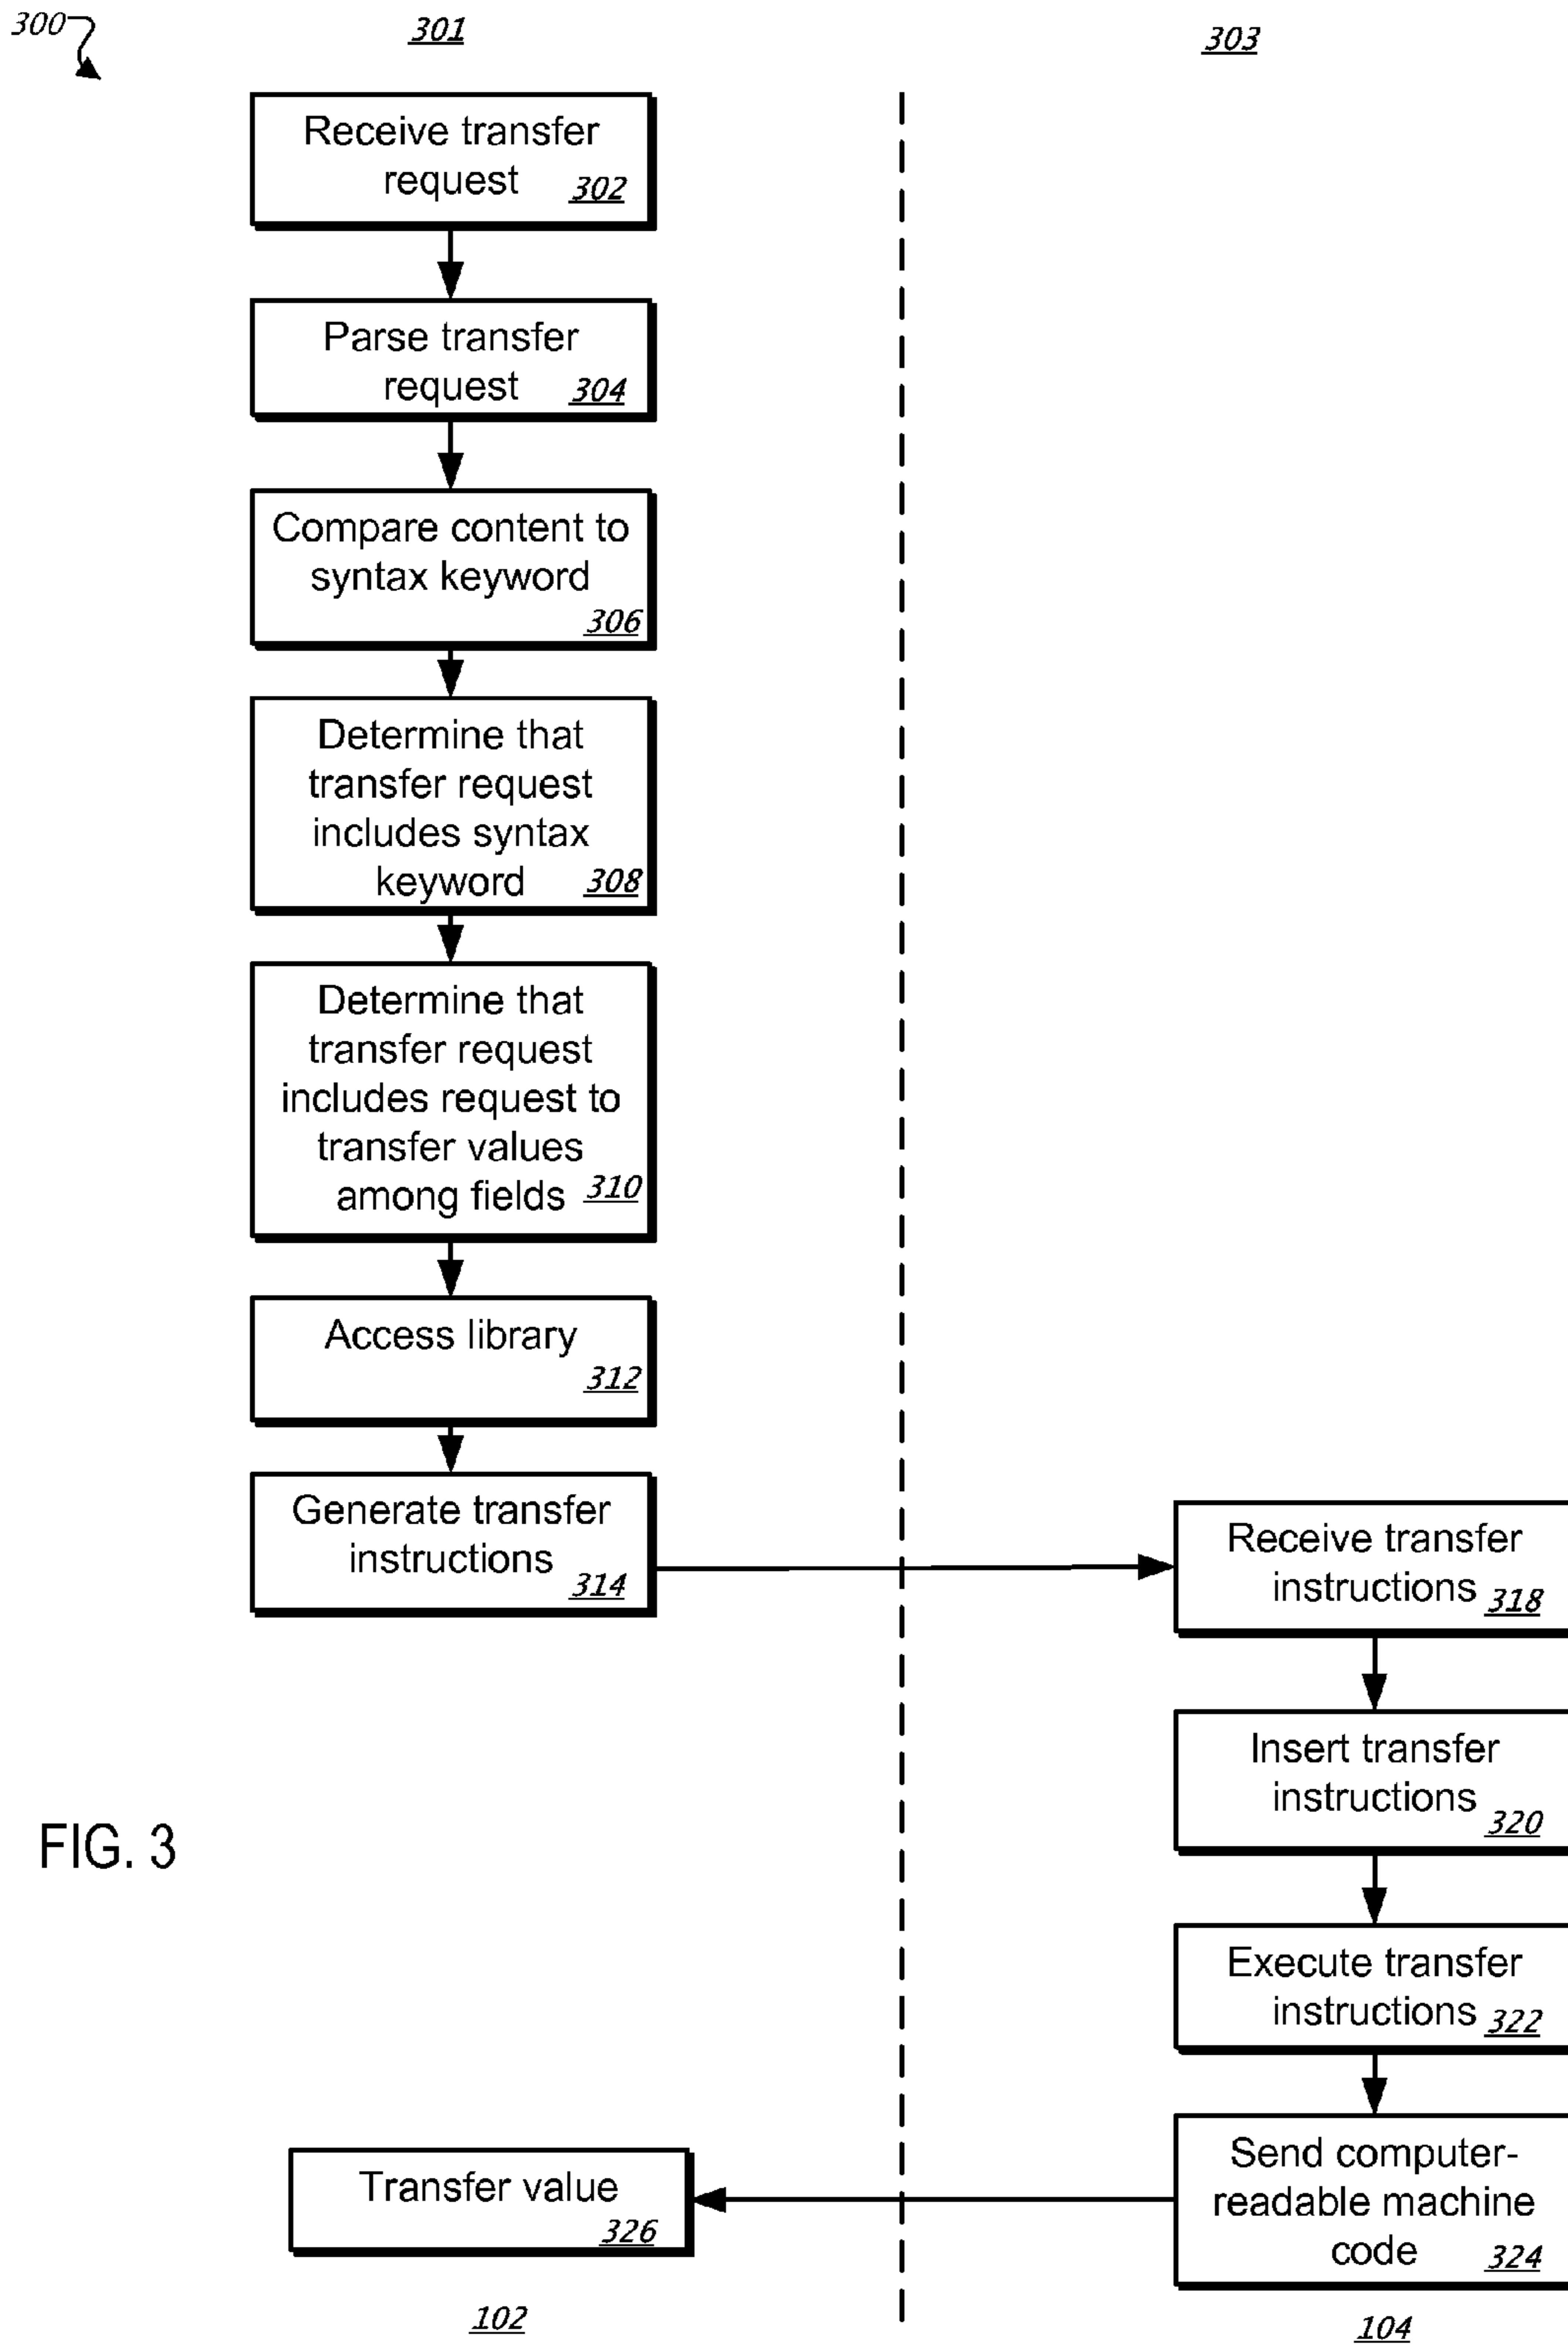 300
301
303
Receive transfer
request 302
Parse transfer
request 304
Compare content to
syntax keyword
306
Determine that
transfer request
includes syntax
keyword 308
Determine that
transfer request
includes request to
transfer values
among fields 310
Access library
312
Generate transfer
instructions
314
Receive transfer
instructions 318
Insert transfer
instructions
320
FIG. 3
Execute transfer
instructions 322
Send computer-
readable machine
code 324
Transfer value
326
102
104